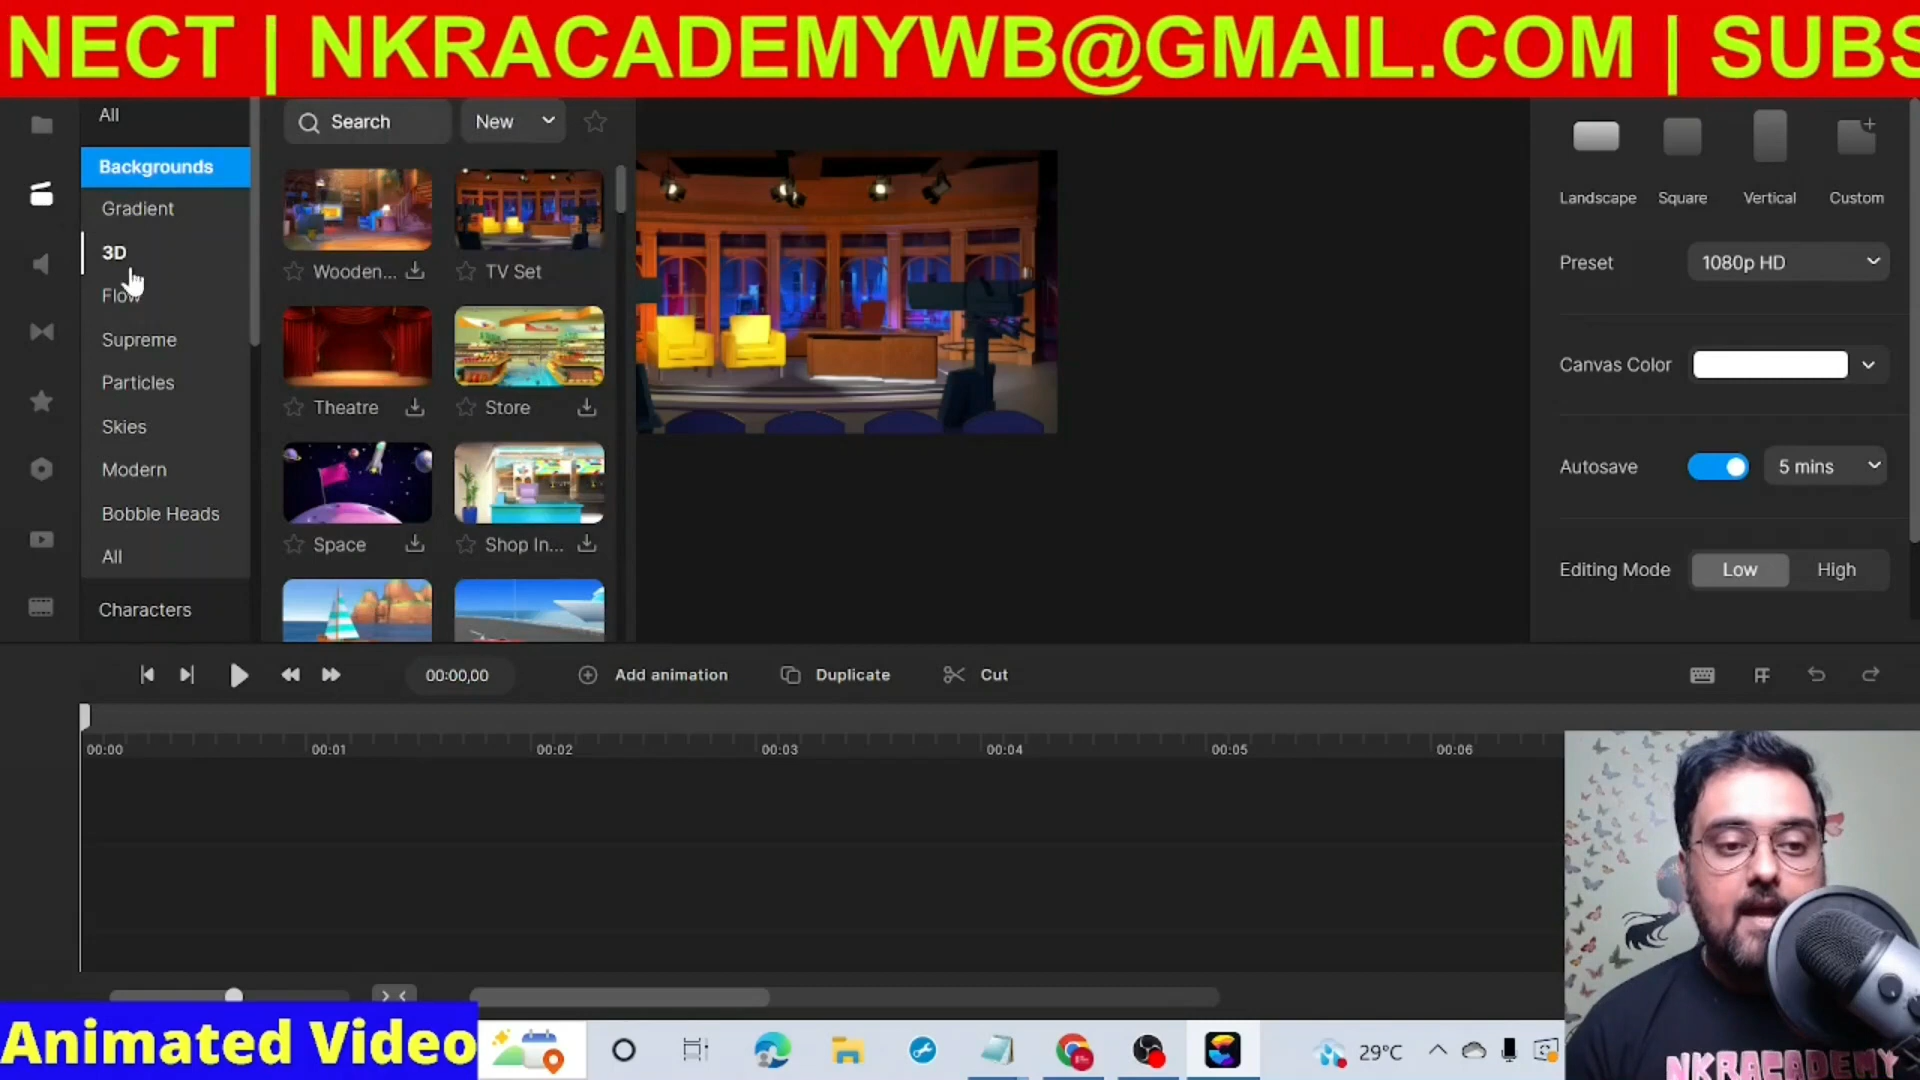 NECT | NKRACADEMYWB@GMAIL.COM | SUBS
All
Search
New
Backgrounds
Gradient
3D
Flow
Supreme
Particles
Skies
Modern
Bobble Heads
All
Characters
Wooden...
TV Set
Theatre
Store
Space
Shop In...
Landscape
Square
Vertical
Custom
Preset
1080p HD
Canvas Color
Autosave
5 mins
Editing Mode
Low
High
00:00,00
Add animation
Duplicate
Cut
00:00
00:01
00:02
00:03
00:04
00:05
00:06
Animated Video
29°C
NKRACADEMY